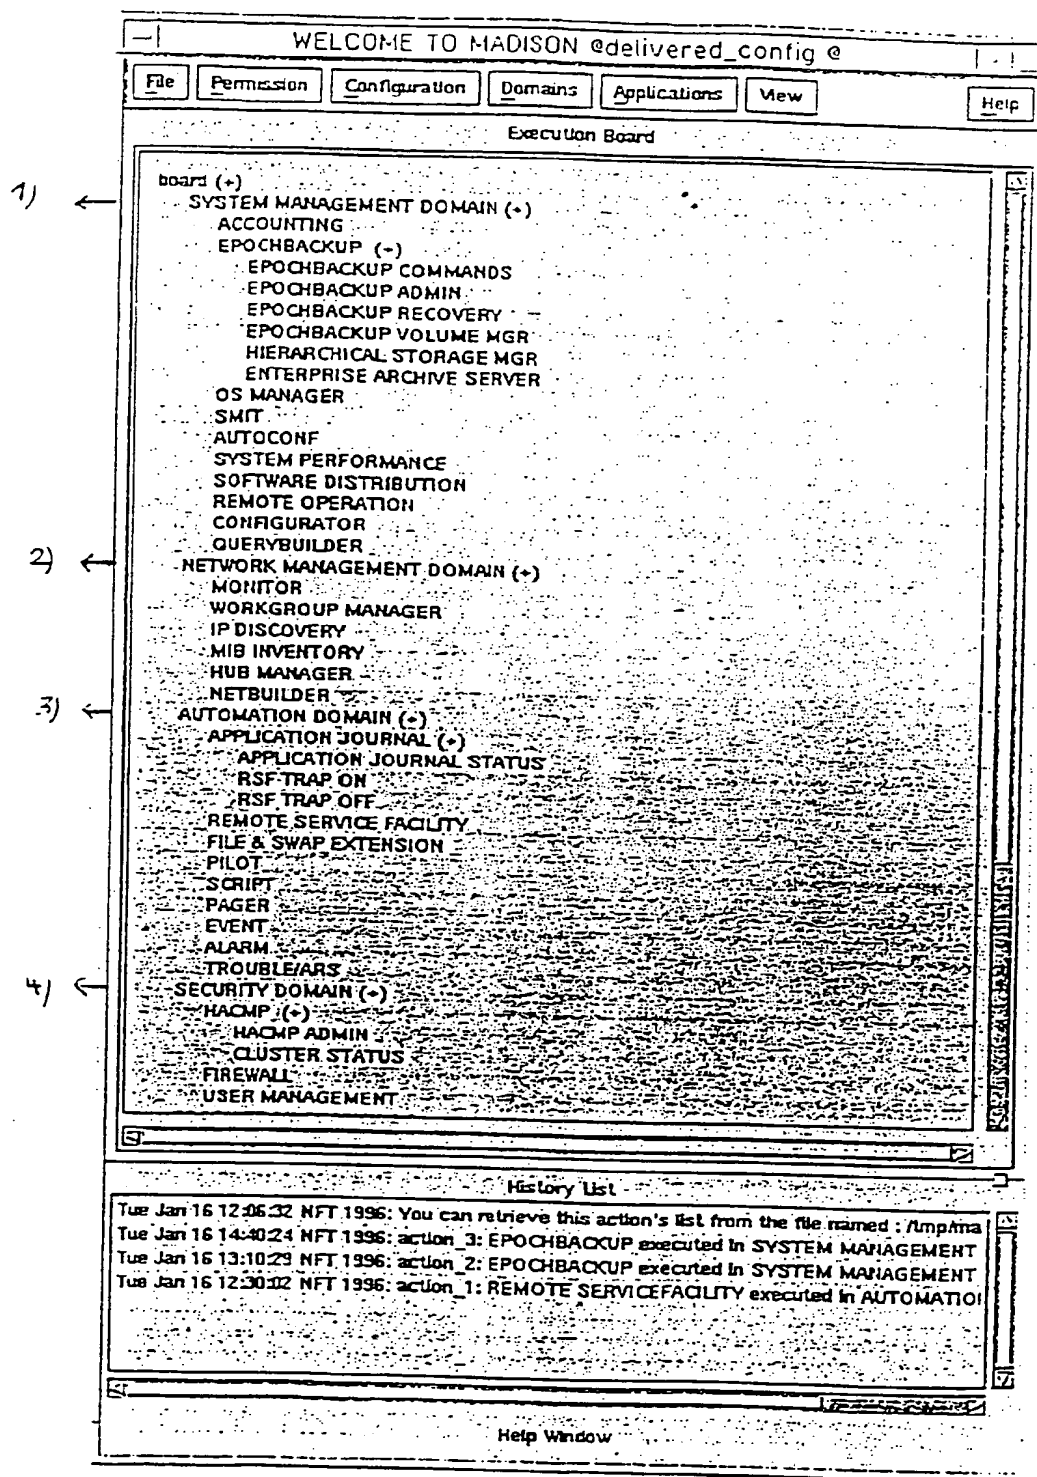 WELCOME TO MADISON @delivered_config @
File Permission Configuration Domains Applications View Help
Execution Board
board (+)
1) ← SYSTEM MANAGEMENT DOMAIN (+)
ACCOUNTING
EPOCHBACKUP (+)
EPOCHBACKUP COMMANDS
EPOCHBACKUP ADMIN
EPOCHBACKUP RECOVERY
EPOCHBACKUP VOLUME MGR
HIERARCHICAL STORAGE MGR
ENTERPRISE ARCHIVE SERVER
OS MANAGER
SMIT
AUTOCONF
SYSTEM PERFORMANCE
SOFTWARE DISTRIBUTION
REMOTE OPERATION
CONFIGURATOR
QUERYBUILDER
2) ← NETWORK MANAGEMENT DOMAIN (+)
MONITOR
WORKGROUP MANAGER
IP DISCOVERY
MIB INVENTORY
HUB MANAGER
NETBUILDER
3) ← AUTOMATION DOMAIN (+)
APPLICATION JOURNAL (+)
APPLICATION JOURNAL STATUS
RSF TRAP ON
RSF TRAP OFF
REMOTE SERVICE FACILITY
FILE & SWAP EXTENSION
PILOT
SCRIPT
PAGER
EVENT
ALARM
TROUBLE/ARS
4) ← SECURITY DOMAIN (+)
HACMP (+)
HACMP ADMIN
CLUSTER STATUS
FIREWALL
USER MANAGEMENT
History List
Tue Jan 16 12:06:32 NFT 1996: You can retrieve this action's list from the file named : /tmp/ma
Tue Jan 16 14:40:24 NFT 1996: action_3: EPOCHBACKUP executed in SYSTEM MANAGEMENT
Tue Jan 16 13:10:29 NFT 1996: action_2: EPOCHBACKUP executed in SYSTEM MANAGEMENT
Tue Jan 16 12:30:02 NFT 1996: action_1: REMOTE SERVICEFACILITY executed in AUTOMATIO
Help Window